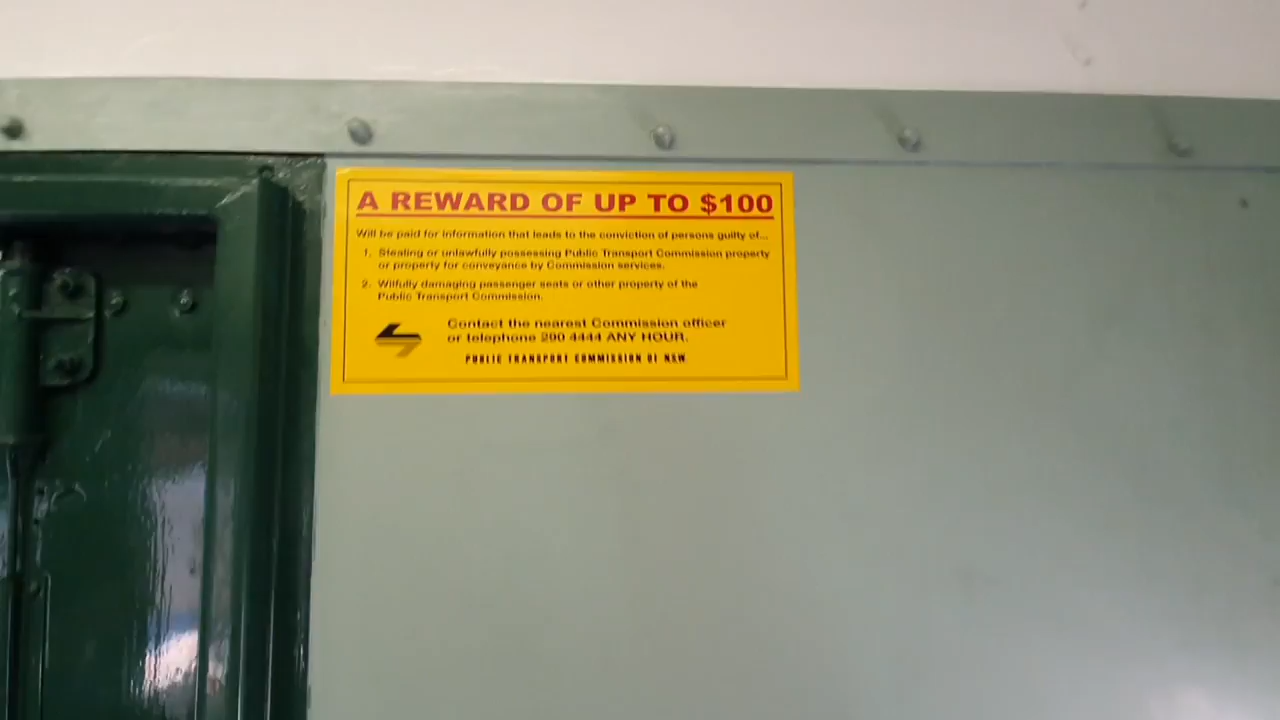 A REWARD OF UP TO $100
Will be paid for information that leads to the conviction of persons guilty of...
1. Stealing or unlawfully possessing Public Transport Commission property
or property for conveyance by Commission services.
2. Wilfully damaging passenger seats or other property of the
Public Transport Commission.
Contact the nearest Commission officer
or telephone 290 4444 ANY HOUR.
PUBLIC TRANSPORT COMMISSION OF NSW